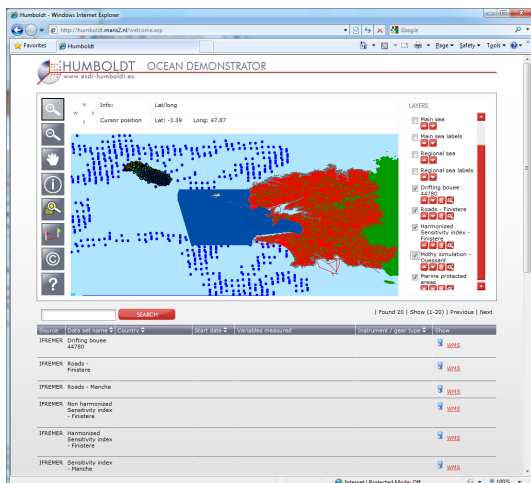 Humboldt - Windows Internet Explorer
http://humboldt.maris2.nl/welcome.asp
Google
Favorites Humboldt
Page Safety Tools
HUMBOLDT OCEAN DEMONSTRATOR
www.esdi-humboldt.eu
N
W E
S
Info: Lat/long
Cursor position Lat: -3.39 Long: 47.87
LAYERS
Main sea
Main sea labels
Regional sea
Regional sea labels
Drifting bouee
44780
Roads - Finistere
Harmonized
Sensitivity index -
Finistere
Mothy simulation -
Ouessant
Marine protected
areas
SEARCH
| Found 20 | Show (1-20) | Previous | Next
Source Data set name Country Start date Variables measured Instrument / gear type Show
IFREMER Drifting bouee
44780
WMS
IFREMER Roads -
Finistere
WMS
IFREMER Roads - Manche WMS
IFREMER Non harmonized
Sensitivity index
- Finistere
WMS
IFREMER Harmonized
Sensitivity index
- Finistere
WMS
IFREMER Sensitivity index
- Manche
WMS
Internet | Protected Mode: Off 100%